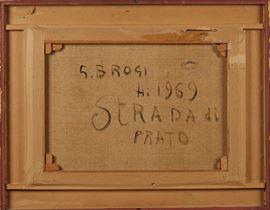 G. BROGI
A. 1969
STRADA di
PRATO